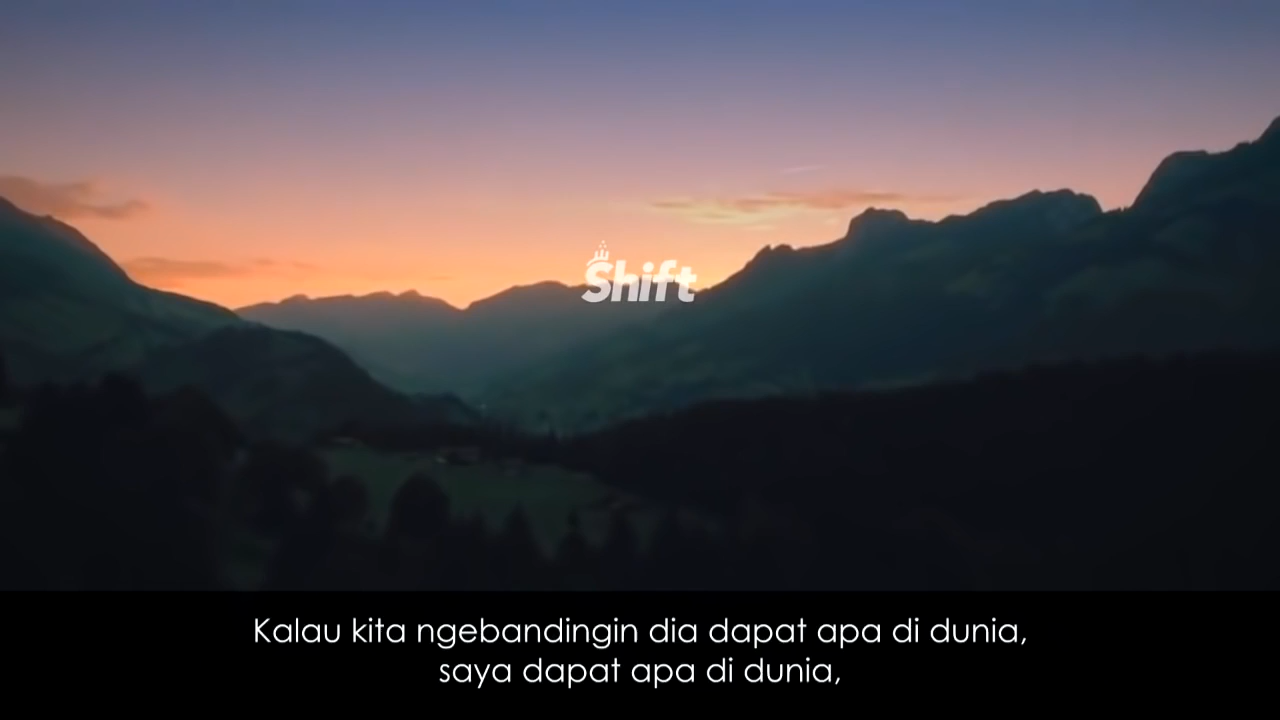 Shift
Kalau kita ngebandingin dia dapat apa di dunia,
saya dapat apa di dunia,